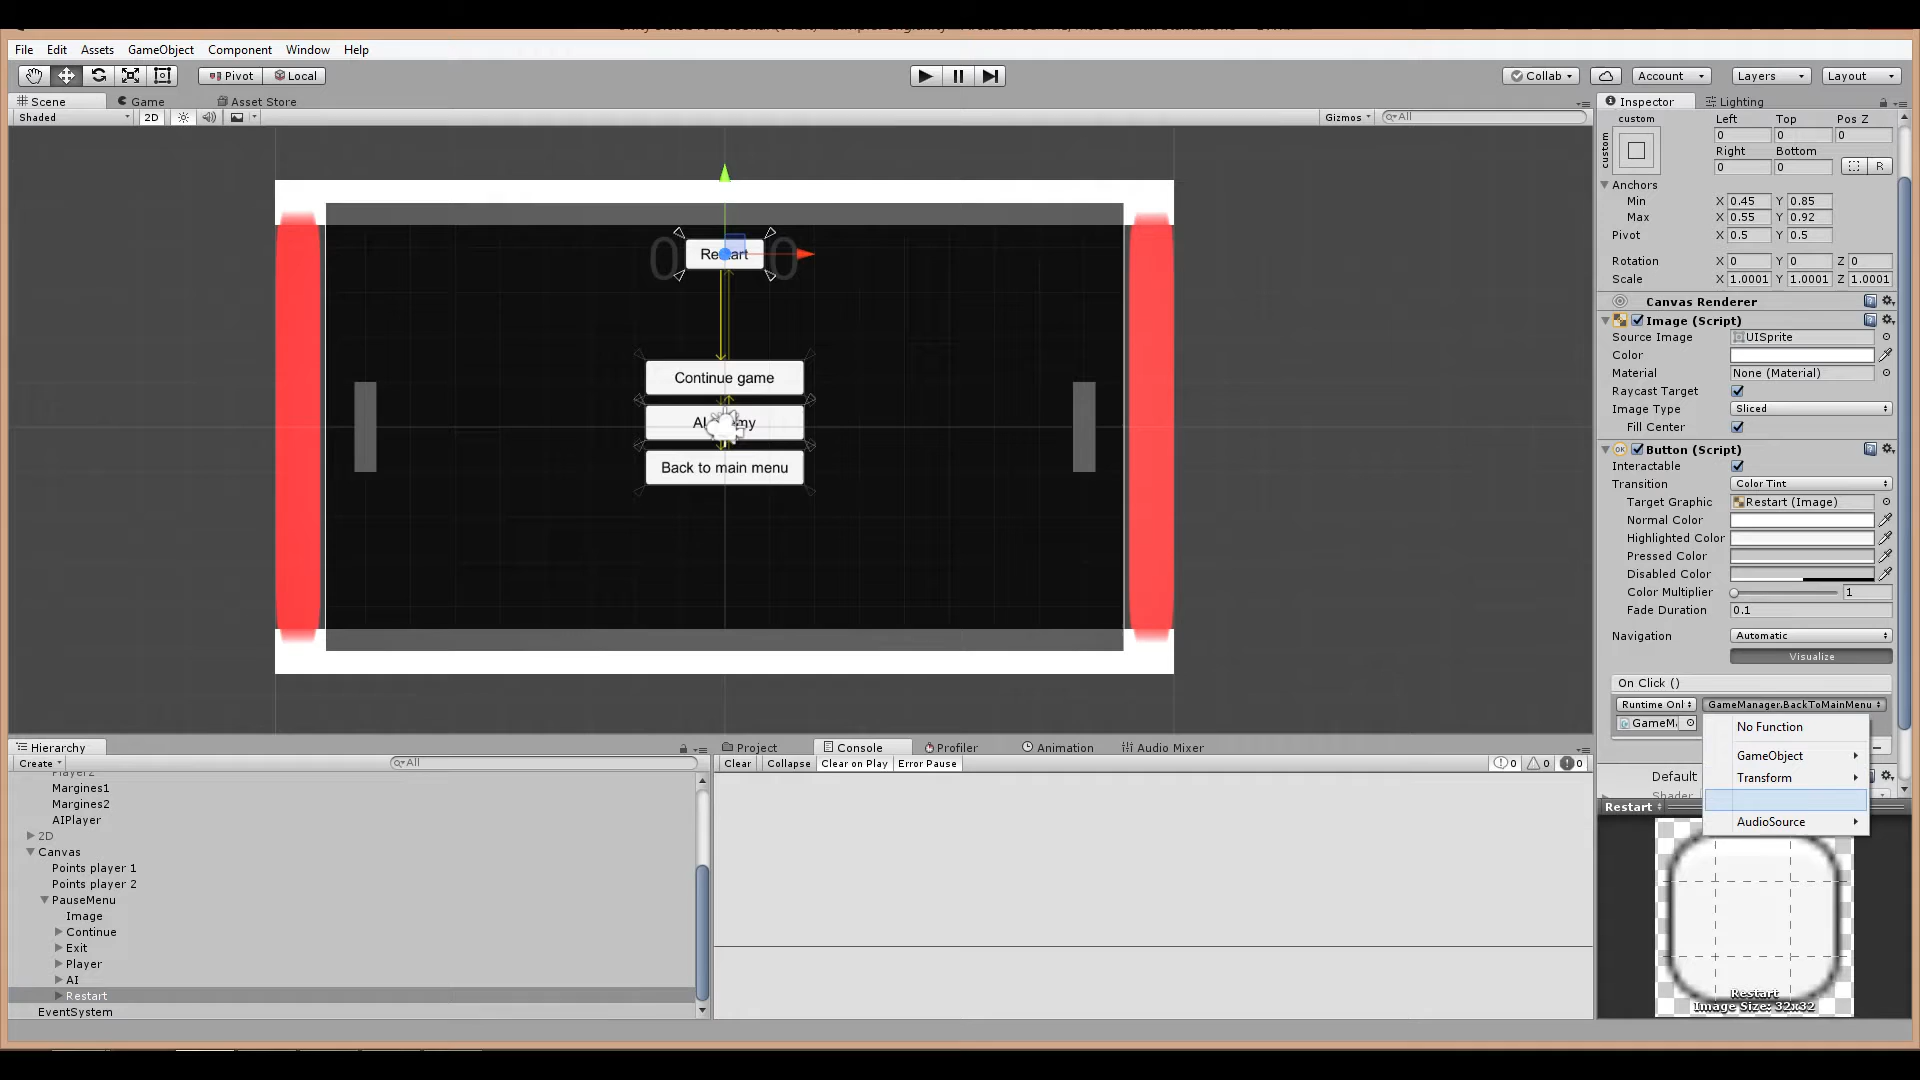 File Edit Assets GameObject Component Window Help
Pivot Local Collab Account Layers Layout
Scene Game Asset Store Inspector Lighting
Shaded 2D Gizmos All
custom Left Top Pos Z
custom
0 0 0
Right Bottom
0 0 R
Anchors
Min X 0.45 Y 0.85
Max X 0.55 Y 0.92
Pivot X 0.5 Y 0.5
Rotation X 0 Y 0 Z 0
Scale X 1.0001 Y 1.0001 Z 1.0001
0 Restart 0
Continue game
Back to main menu
Canvas Renderer
Image (Script)
Source Image UISprite
Color
Material None (Material)
Raycast Target
Image Type Sliced
Fill Center
OK Button (Script)
Interactable
Transition Color Tint
Target Graphic Restart (Image)
Normal Color
Highlighted Color
Pressed Color
Disabled Color
Color Multiplier 1
Fade Duration 0.1
Navigation Automatic
Visualize
On Click ()
Runtime Onl GameManager.BackToMainMenu
GameM.
No Function
GameObject
Transform
AudioSource
Default
Shader
Restart
Restart
Image Size: 32x32
Hierarchy
Create All
Player2
Margines1
Margines2
AIPlayer
2D
Canvas
Points player 1
Points player 2
PauseMenu
Image
Continue
Exit
Player
AI
Restart
EventSystem
Project Console Profiler Animation Audio Mixer
Clear Collapse Clear on Play Error Pause 0 0 0